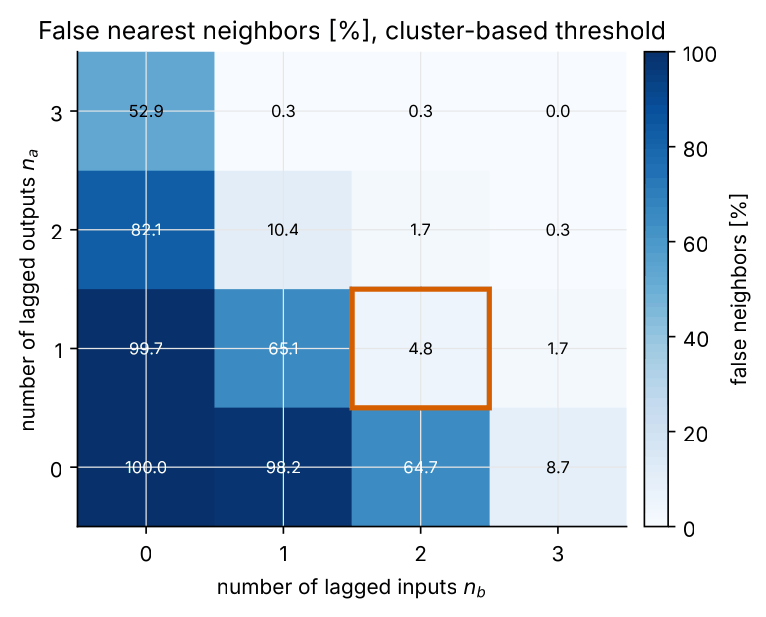 False nearest neighbors [%], cluster-based threshold
100
3 52.9 0.3 0.3 0.0
80
2 82.1 10.4 1.7 0.3
60
1 99.7 65.1 4.8 1.7
40
20
0 100.0 98.2 64.7 8.7
0
0 1 2 3
number of lagged inputs n_b
number of lagged outputs n_a
false neighbors [%]